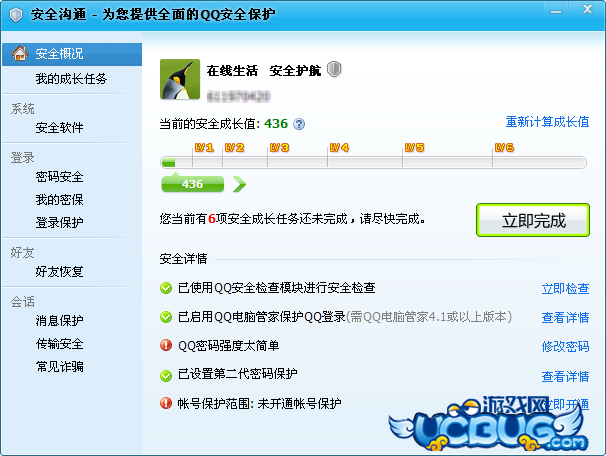 安全沟通 - 为您提供全面的QQ安全保护
安全概况
我的成长任务
系统
安全软件
登录
密码安全
我的密保
登录保护
好友
好友恢复
会话
消息保护
传输安全
常见诈骗
在线生活 安全护航
当前的安全成长值: 436
重新计算成长值
LV1 LV2 LV3 LV4 LV5 LV6
436
您当前有6项安全成长任务还未完成，请尽快完成。
立即完成
安全详情
已使用QQ安全检查模块进行安全检查 立即检查
已启用QQ电脑管家保护QQ登录(需QQ电脑管家4.1或以上版本) 查看详情
QQ密码强度太简单 修改密码
已设置第二代密码保护 查看详情
帐号保护范围: 未开通帐号保护 立即开通
游戏网
UCBUG.COM